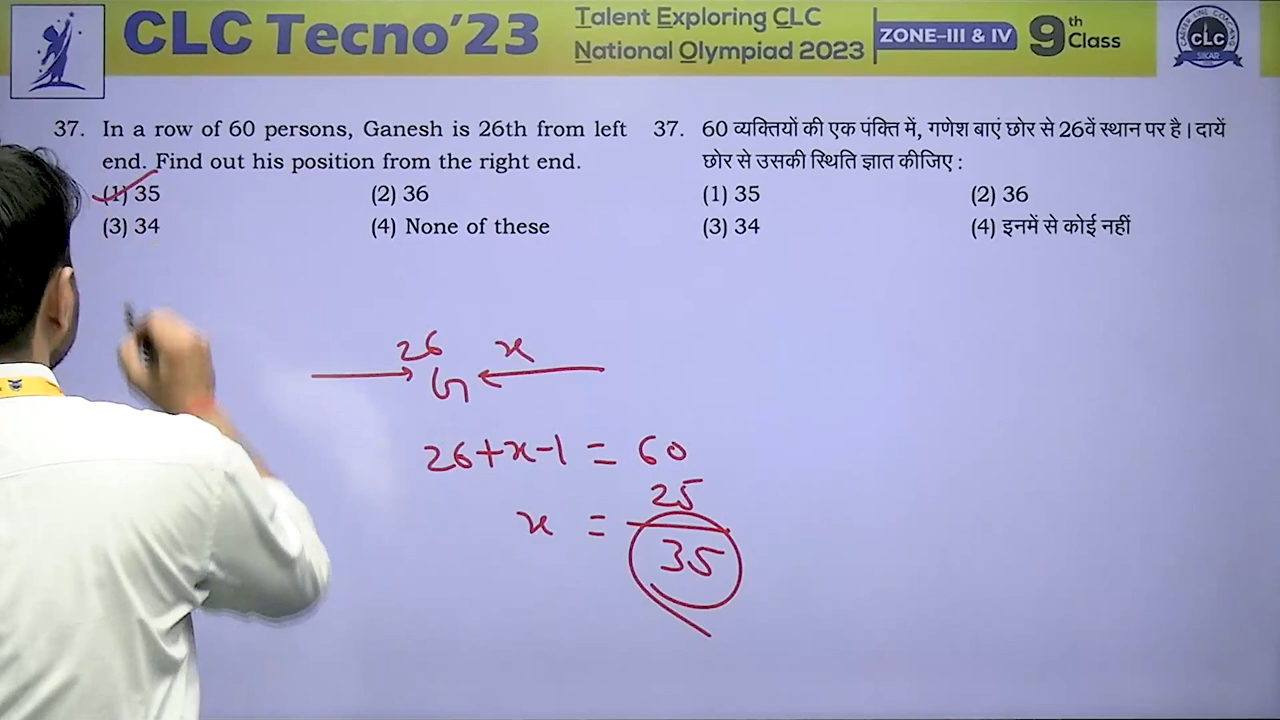 CLC Tecno'23
Talent Exploring CLC
National Olympiad 2023
ZONE–III & IV
9th Class
CAREER LINE COACHING
CLC
SIKAR
37. In a row of 60 persons, Ganesh is 26th from left
end. Find out his position from the right end.
(1) 35 (2) 36
(3) 34 (4) None of these
37. 60 व्यक्तियों की एक पंक्ति में, गणेश बाएं छोर से 26वें स्थान पर है। दायें
छोर से उसकी स्थिति ज्ञात कीजिए :
(1) 35 (2) 36
(3) 34 (4) इनमें से कोई नहीं
26 x
G
26+x-1 = 60
25
x = 35